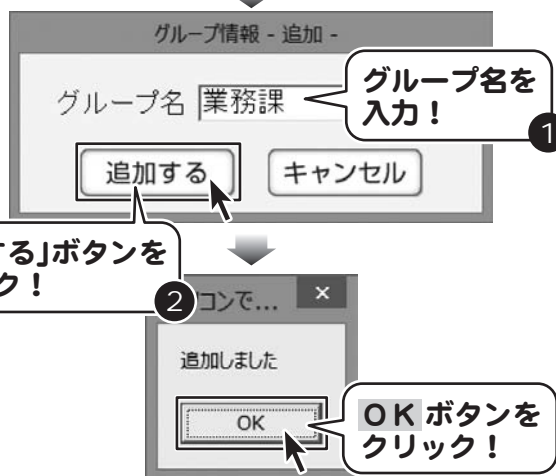 グループ情報 - 追加 -
グループ名 業務課
グループ名を
入力！
1
追加する キャンセル
する」ボタンを
ク！
2
コンで... ×
追加しました
OK
OK ボタンを
クリック！